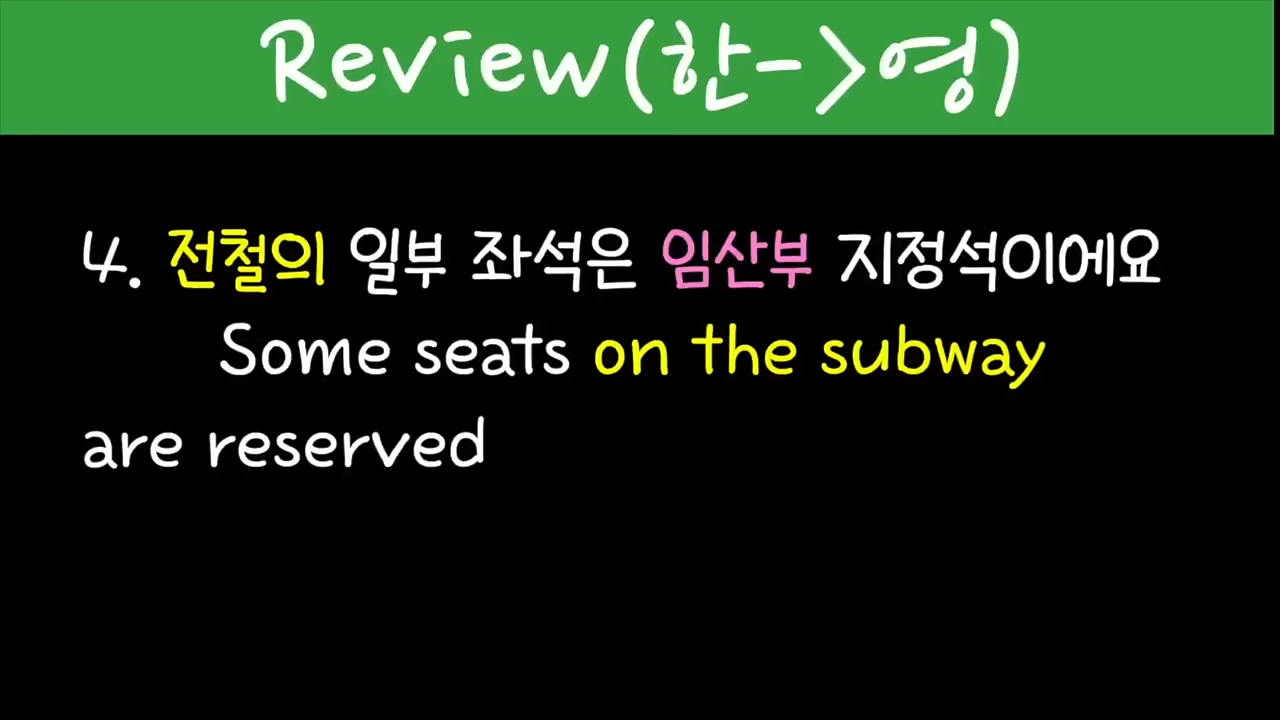 Review(한->영)
4. 전철의 일부 좌석은 임산부 지정석이에요
Some seats on the subway
are reserved